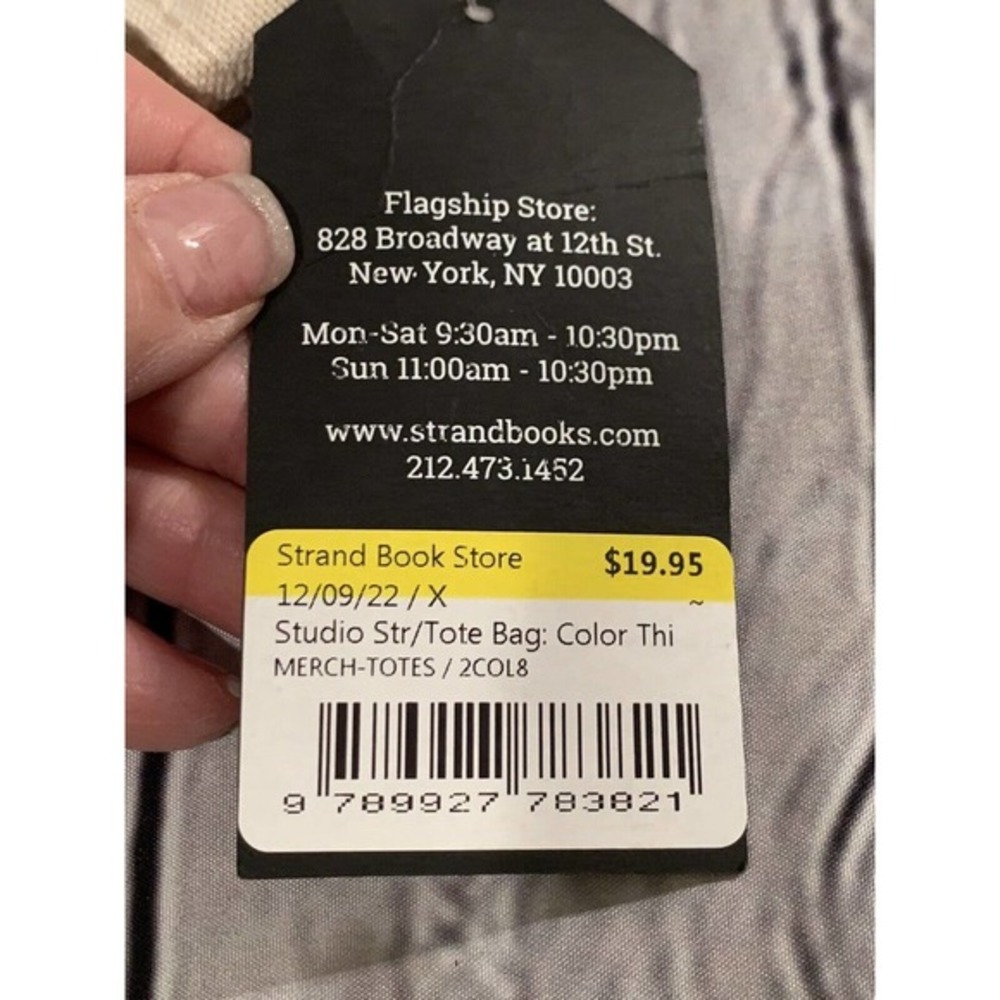 Flagship Store:
828 Broadway at 12th St.
New York, NY 10003
Mon-Sat 9:30am - 10:30pm
Sun 11:00am - 10:30pm
www.strandbooks.com
212.473.1452
Strand Book Store $19.95
12/09/22 / X ~
Studio Str/Tote Bag: Color Thi
MERCH-TOTES / 2COL8
9 789927 783821